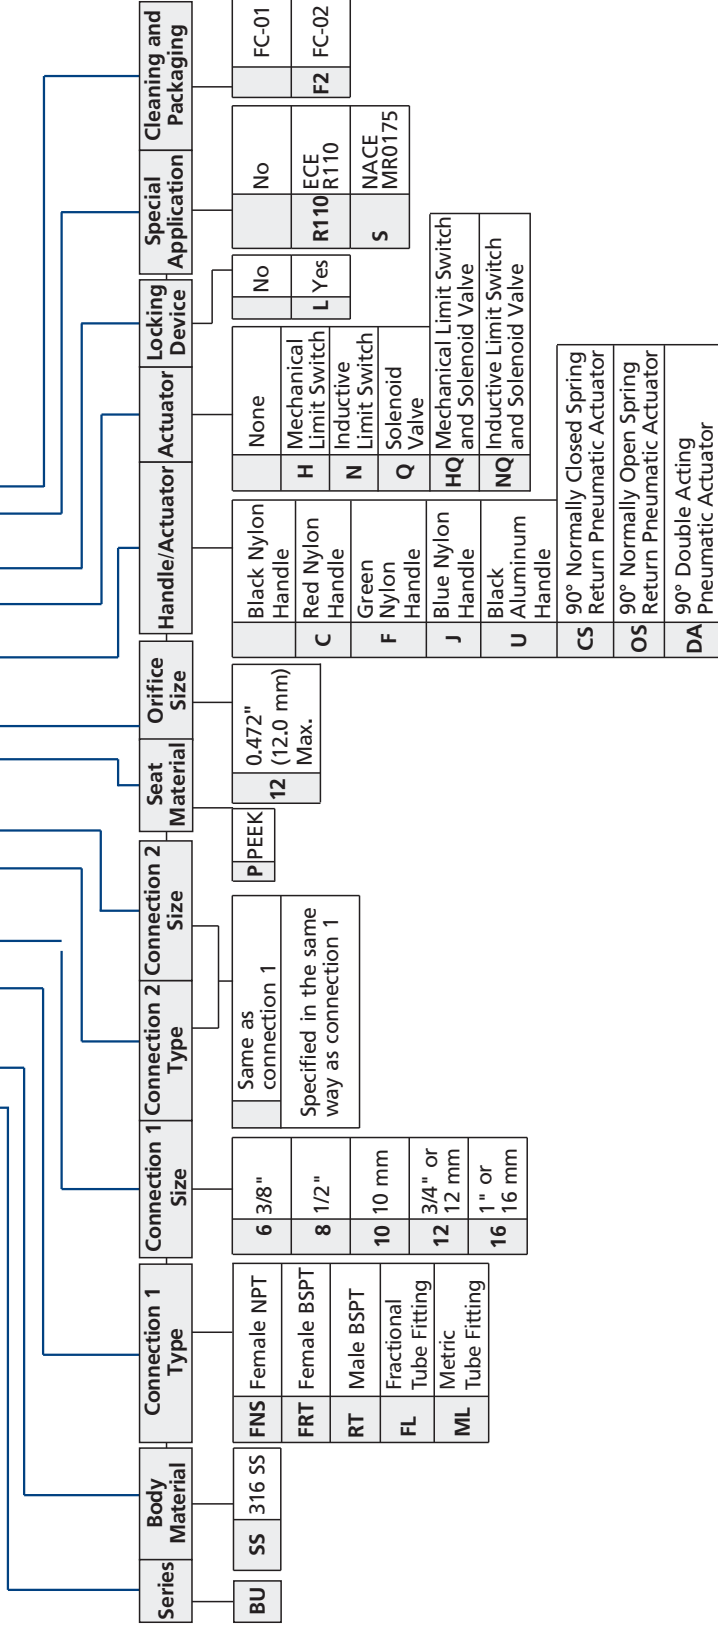 Series
BU
Body
Material
SS 316 SS
Connection 1
Type
FNS Female NPT
FRT Female BSPT
RT Male BSPT
FL Fractional
Tube Fitting
ML Metric
Tube Fitting
Connection 1
Size
6 3/8"
8 1/2"
10 10 mm
12 3/4" or
12 mm
16 1" or
16 mm
Connection 2
Type
Connection 2
Size
Same as
connection 1
Specified in the same
way as connection 1
Seat
Material
P PEEK
Orifice
Size
12 0.472"
(12.0 mm)
Max.
Handle/Actuator
Black Nylon
Handle
C Red Nylon
Handle
F Green
Nylon
Handle
J Blue Nylon
Handle
U Black
Aluminum
Handle
CS 90° Normally Closed Spring
Return Pneumatic Actuator
OS 90° Normally Open Spring
Return Pneumatic Actuator
DA 90° Double Acting
Pneumatic Actuator
Actuator
None
H Mechanical
Limit Switch
N Inductive
Limit Switch
Q Solenoid
Valve
HQ Mechanical Limit Switch
and Solenoid Valve
NQ Inductive Limit Switch
and Solenoid Valve
Locking
Device
No
L Yes
Special
Application
No
R110 ECE
R110
S NACE
MR0175
Cleaning and
Packaging
FC-01
F2 FC-02